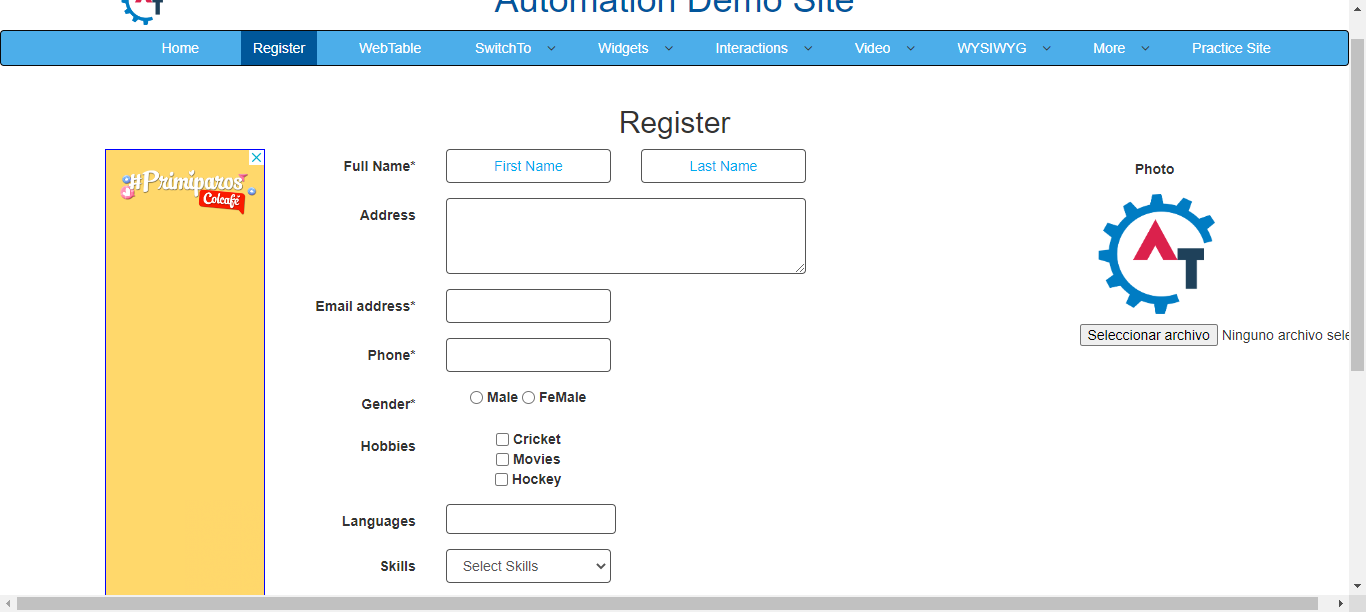 Automation Demo Site
Home Register WebTable SwitchTo Widgets Interactions Video WYSIWYG More Practice Site
Register
#Primiparos
Colcafé
Full Name* First Name Last Name
Photo
Address
AT
Email address*
Seleccionar archivo Ninguno archivo sele
Phone*
Gender* Male FeMale
Hobbies
Cricket
Movies
Hockey
Languages
Skills Select Skills